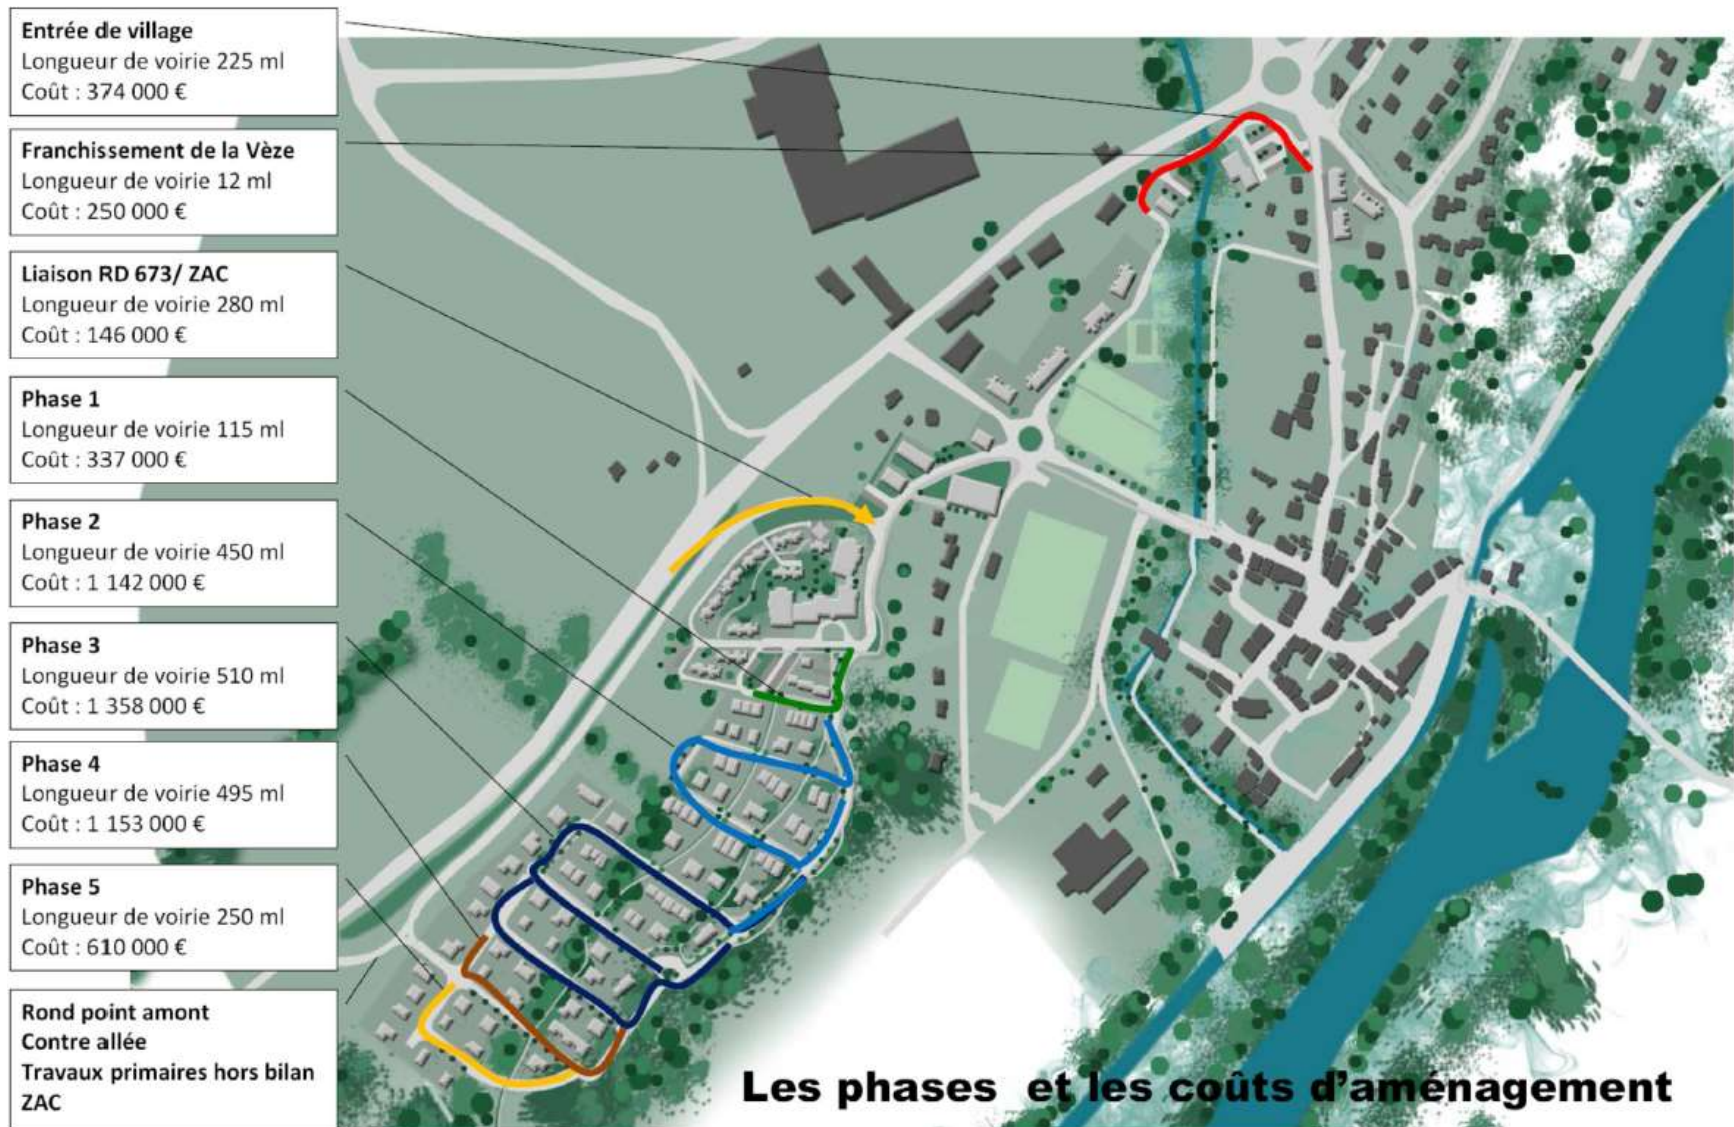 Entrée de village
Longueur de voirie 225 ml
Coût : 374 000 €
Franchissement de la Vèze
Longueur de voirie 12 ml
Coût : 250 000 €
Liaison RD 673/ ZAC
Longueur de voirie 280 ml
Coût : 146 000 €
Phase 1
Longueur de voirie 115 ml
Coût : 337 000 €
Phase 2
Longueur de voirie 450 ml
Coût : 1 142 000 €
Phase 3
Longueur de voirie 510 ml
Coût : 1 358 000 €
Phase 4
Longueur de voirie 495 ml
Coût : 1 153 000 €
Phase 5
Longueur de voirie 250 ml
Coût : 610 000 €
Rond point amont
Contre allée
Travaux primaires hors bilan
ZAC
Les phases et les coûts d'aménagement